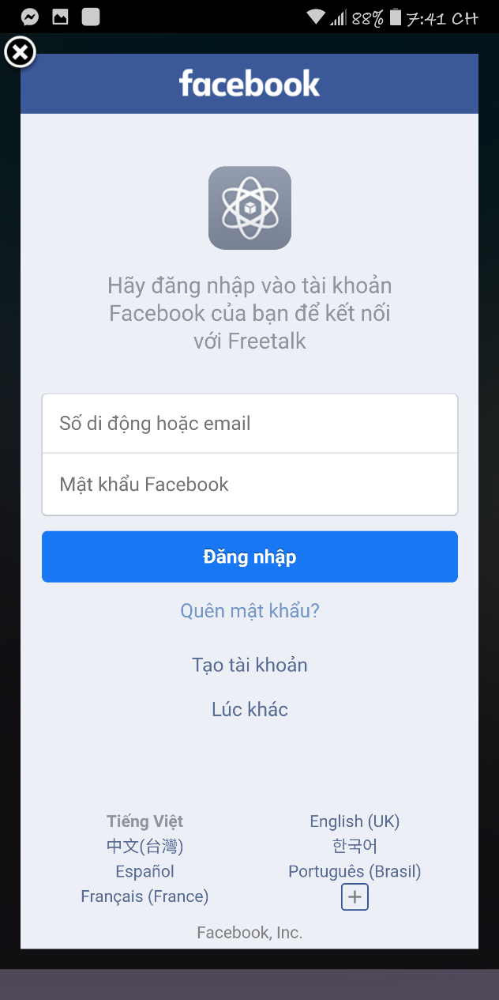 88% 7:41 CH
facebook
Hãy đăng nhập vào tài khoản
Facebook của bạn để kết nối
với Freetalk
Số di động hoặc email
Mật khẩu Facebook
Đăng nhập
Quên mật khẩu?
Tạo tài khoản
Lúc khác
Tiếng Việt English (UK)
中文(台灣) 한국어
Español Português (Brasil)
Français (France)
Facebook, Inc.